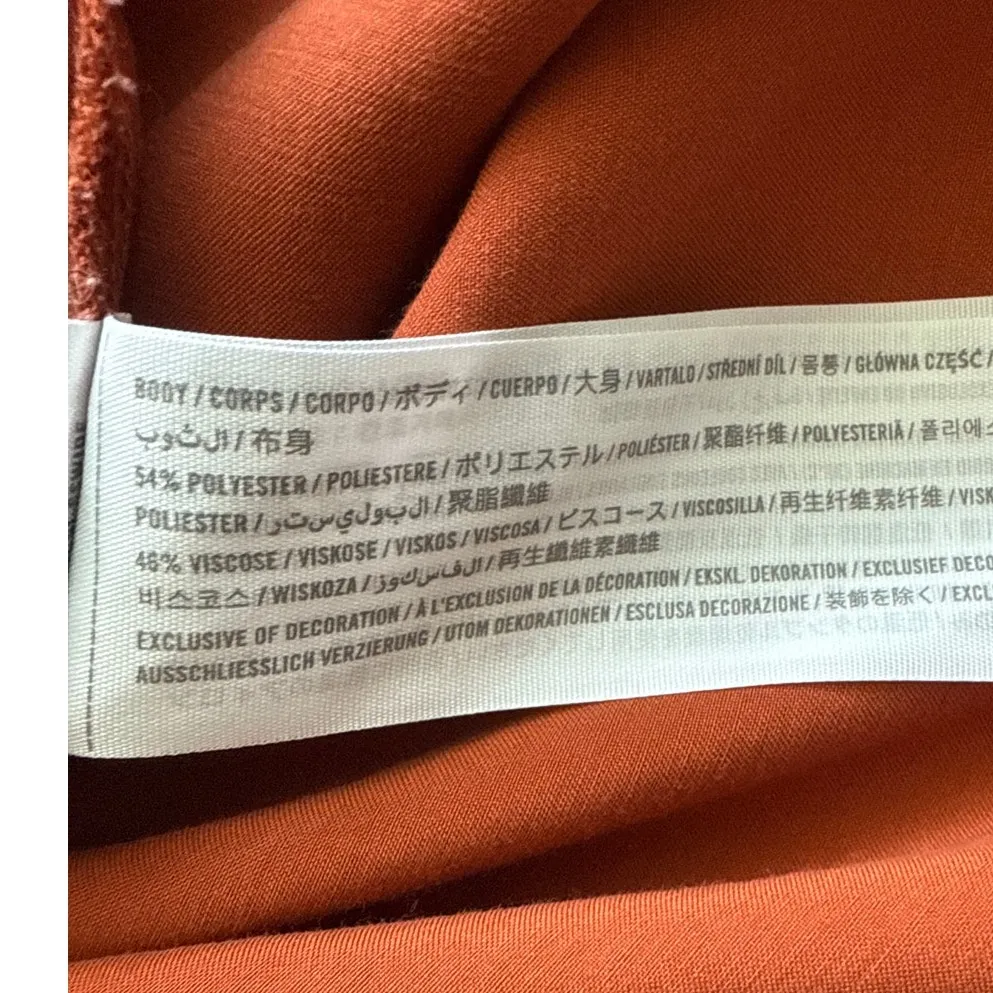 BODY / CORPS / CORPO / ボディ / CUERPO / 大身 / VARTALO / STŘEDNÍ DÍL / 몸통 / GŁÓWNA CZĘŚĆ /
الثوب / 布身
54% POLYESTER / POLIESTERE / ポリエステル / POLIÉSTER / 聚酯纤维 / POLYESTERIÄ / 폴리에스
POLIESTER / البوليستر / 聚脂纖維
46% VISCOSE / VISKOSE / VISKOS / VISCOSA / ビスコース / VISCOSILLA / 再生纤维素纤维 / VISK
비스코스 / WISKOZA / الفسكوز / 再生纖維素纖維
EXCLUSIVE OF DECORATION / À L'EXCLUSION DE LA DÉCORATION / EKSKL. DEKORATION / EXCLUSIEF DECO
AUSSCHLIESSLICH VERZIERUNG / UTOM DEKORATIONEN / ESCLUSA DECORAZIONE / 装飾を除く / EXCL